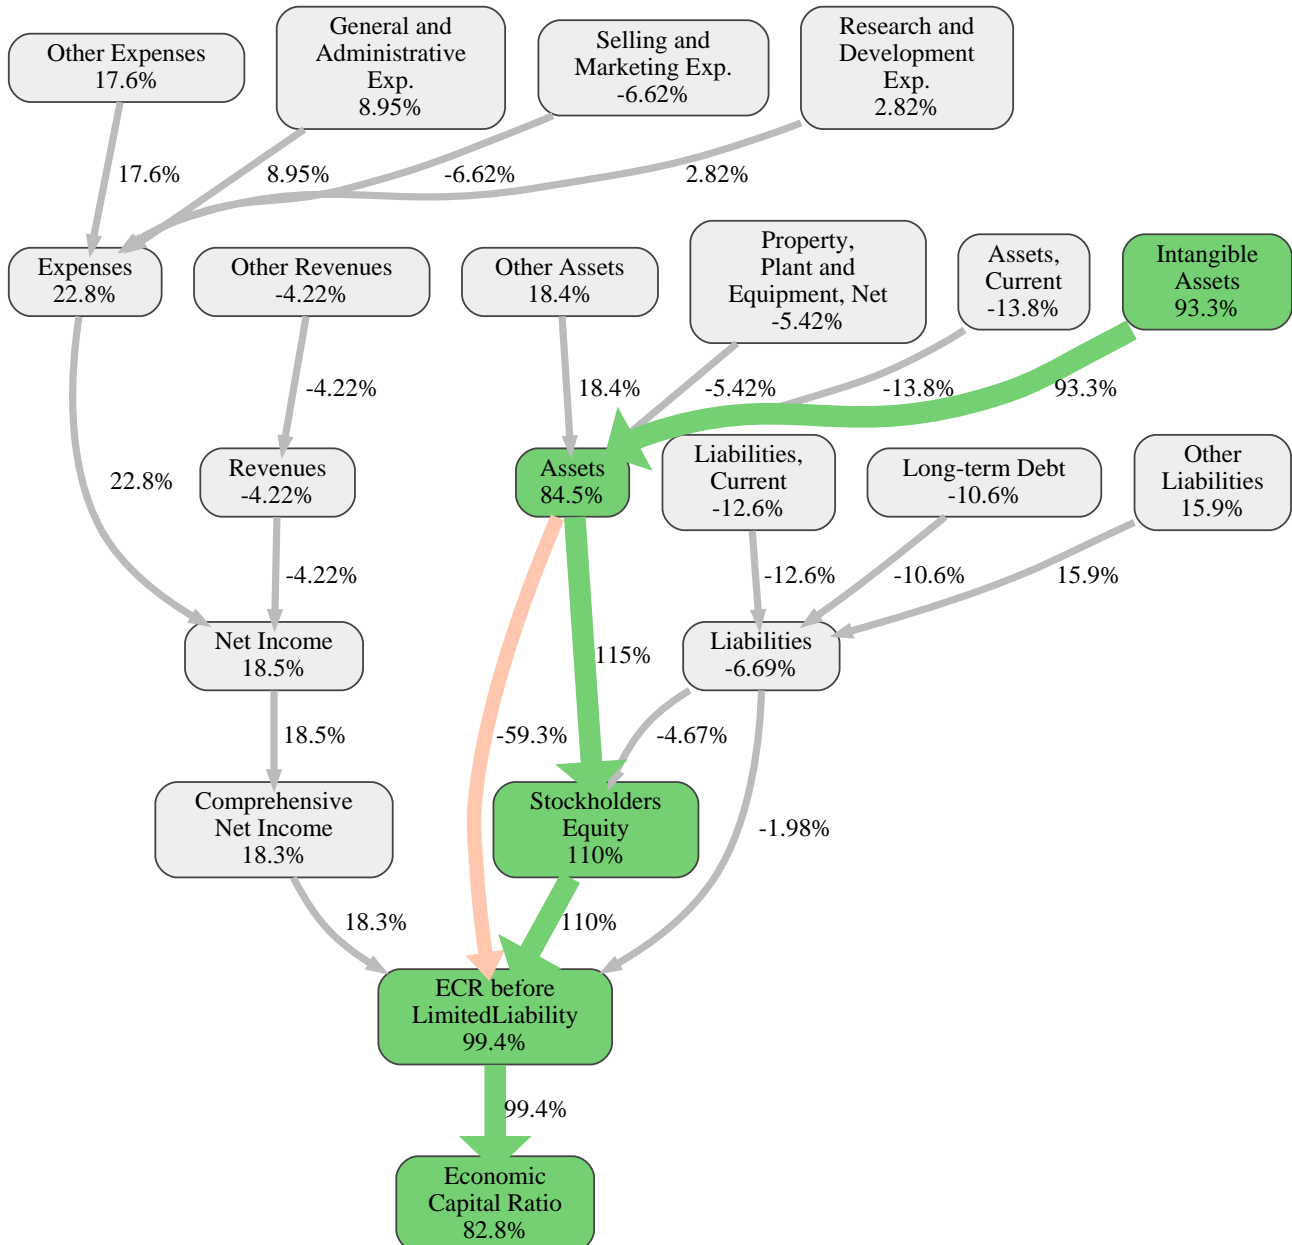 Other Expenses
17.6%
General and
Administrative
Exp.
8.95%
Selling and
Marketing Exp.
-6.62%
Research and
Development
Exp.
2.82%
17.6%
8.95%
-6.62%
2.82%
Expenses
22.8%
Other Revenues
-4.22%
Other Assets
18.4%
Property,
Plant and
Equipment, Net
-5.42%
Assets,
Current
-13.8%
Intangible
Assets
93.3%
-4.22%
18.4%
-5.42%
-13.8%
93.3%
22.8%
Revenues
-4.22%
Assets
84.5%
Liabilities,
Current
-12.6%
Long-term Debt
-10.6%
Other
Liabilities
15.9%
-4.22%
-12.6%
-10.6%
15.9%
Net Income
18.5%
115%
Liabilities
-6.69%
18.5%
-59.3%
-4.67%
Comprehensive
Net Income
18.3%
Stockholders
Equity
110%
-1.98%
18.3%
110%
ECR before
LimitedLiability
99.4%
99.4%
Economic
Capital Ratio
82.8%